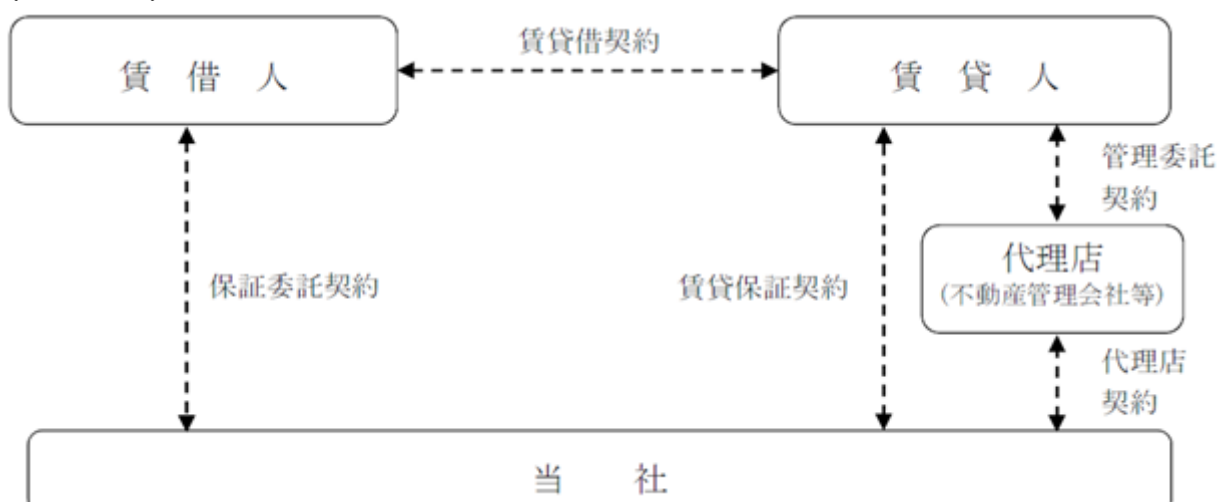 賃貸借契約
賃 借 人
賃 貸 人
管理委託
契約
代理店
(不動産管理会社等)
保証委託契約
賃貸保証契約
代理店
契約
当 社